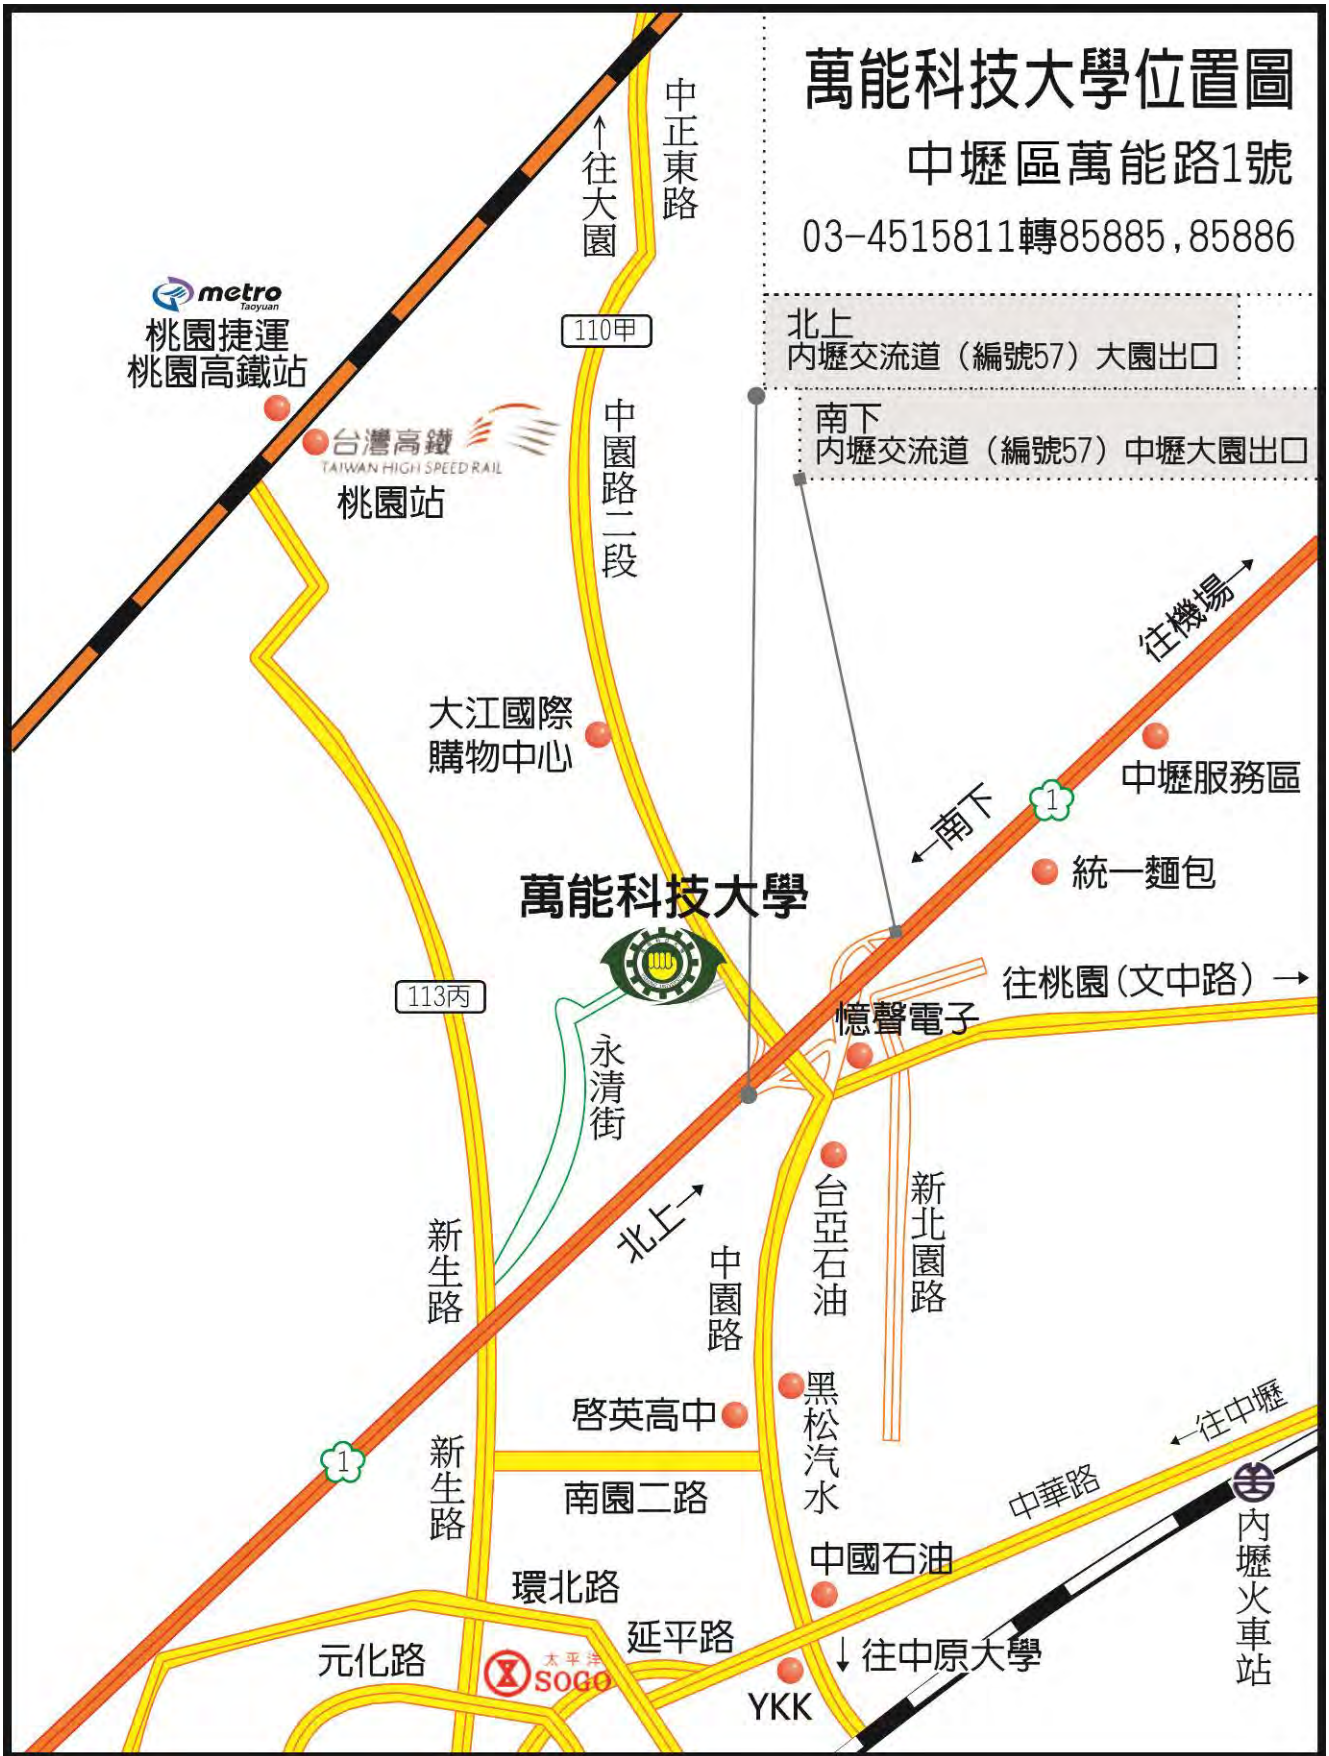 萬能科技大學位置圖
中壢區萬能路1號
03-4515811轉85885,85886
北上
內壢交流道（編號57）大園出口
南下
內壢交流道（編號57）中壢大園出口
中正東路
↑往大園
metro
Taoyuan
桃園捷運
桃園高鐵站
110甲
台灣高鐵
TAIWAN HIGH SPEED RAIL
桃園站
中園路二段
往機場
大江國際
購物中心
中壢服務區
1
←南下
統一麵包
萬能科技大學
往桃園(文中路) →
113丙
憶聲電子
永清街
台亞石油
新北園路
北上→
新生路
中園路
黑松汽水
啓英高中
1
新生路
南園二路
←往中壢
中華路
內壢火車站
中國石油
環北路
延平路
元化路
太平洋
SOGO
↓往中原大學
YKK